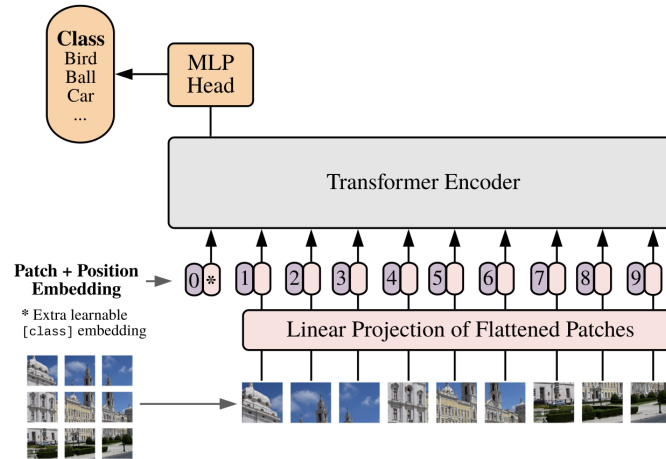 Class
Bird
Ball
Car
...
MLP
Head
Transformer Encoder
Patch + Position
Embedding
0 * 1 2 3 4 5 6 7 8 9
* Extra learnable
[class] embedding
Linear Projection of Flattened Patches